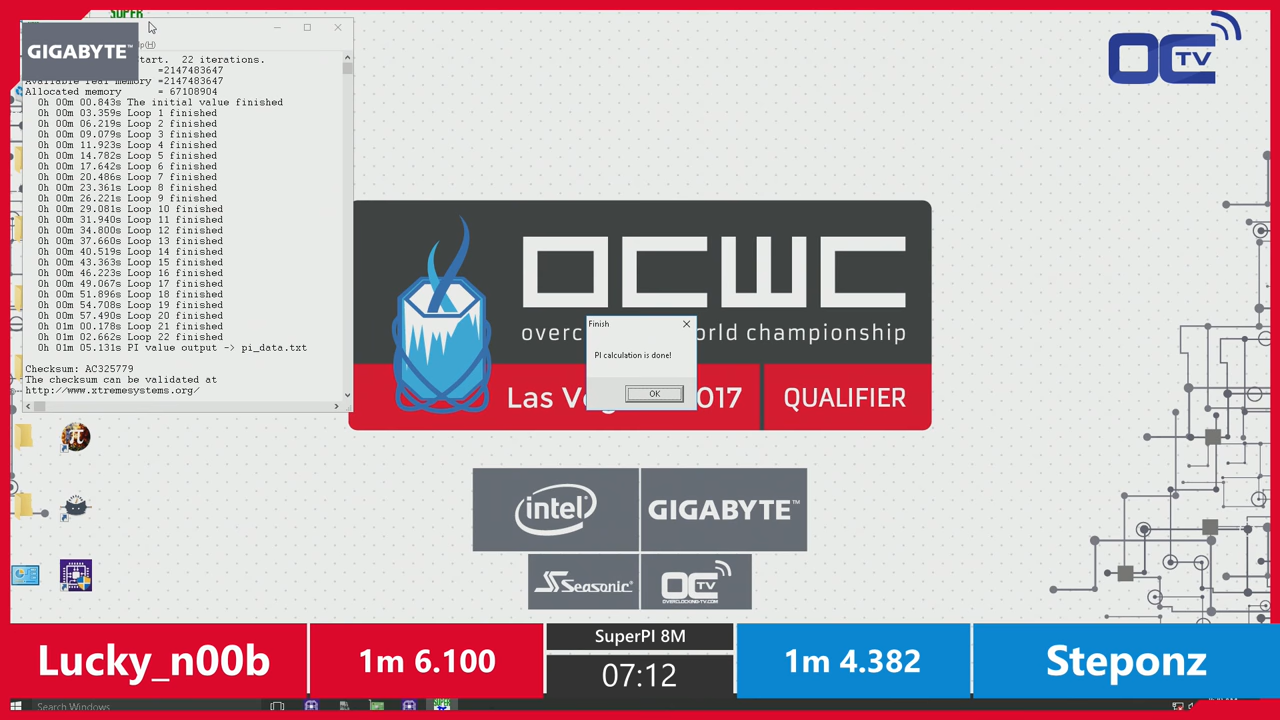 SUPER
GIGABYTE™
p(H)
tart.  22 iterations.
=2147483647
Available real memory =2147483647
Allocated memory      = 67108904
0h 00m 00.843s The initial value finished
0h 00m 03.359s Loop 1 finished
0h 00m 06.219s Loop 2 finished
0h 00m 09.079s Loop 3 finished
0h 00m 11.923s Loop 4 finished
0h 00m 14.782s Loop 5 finished
0h 00m 17.642s Loop 6 finished
0h 00m 20.486s Loop 7 finished
0h 00m 23.361s Loop 8 finished
0h 00m 26.221s Loop 9 finished
0h 00m 29.081s Loop 10 finished
0h 00m 31.940s Loop 11 finished
0h 00m 34.800s Loop 12 finished
0h 00m 37.660s Loop 13 finished
0h 00m 40.519s Loop 14 finished
0h 00m 43.363s Loop 15 finished
0h 00m 46.223s Loop 16 finished
0h 00m 49.067s Loop 17 finished
0h 00m 51.896s Loop 18 finished
0h 00m 54.708s Loop 19 finished
0h 00m 57.490s Loop 20 finished
0h 01m 00.178s Loop 21 finished
0h 01m 02.662s Loop 22 finished
0h 01m 05.131s PI value output -> pi_data.txt
Checksum: AC325779
The checksum can be validated at
http://www.xtremesystems.org/
OC TV
OCWC
overc
orld championship
Las Ve
017
QUALIFIER
Finish
PI calculation is done!
OK
intel
GIGABYTE™
Seasonic
OC TV
OVERCLOCKING-TV.COM
Lucky_n00b
1m 6.100
SuperPI 8M
07:12
1m 4.382
Steponz
Search Windows